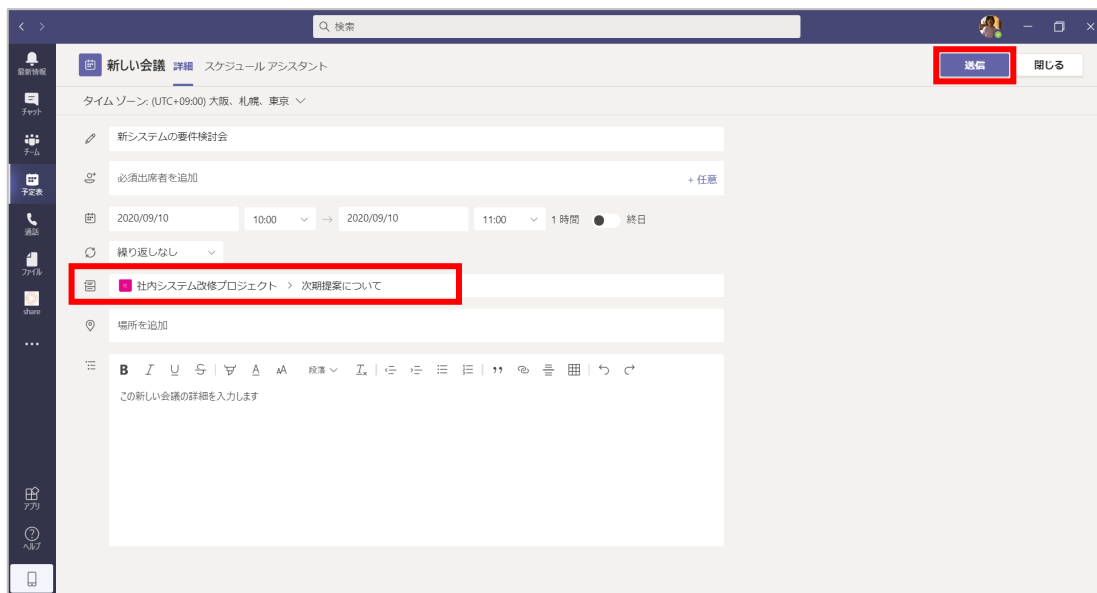 検索
最新情報
チャット
チーム
予定表
通話
ファイル
share
アプリ
ヘルプ
新しい会議 詳細 スケジュール アシスタント
送信 閉じる
タイム ゾーン: (UTC+09:00) 大阪、札幌、東京
新システムの要件検討会
必須出席者を追加 + 任意
2020/09/10 10:00 → 2020/09/10 11:00 1 時間 終日
繰り返しなし
社内システム改修プロジェクト > 次期提案について
場所を追加
B I U S A AA 段落 Tx
この新しい会議の詳細を入力します